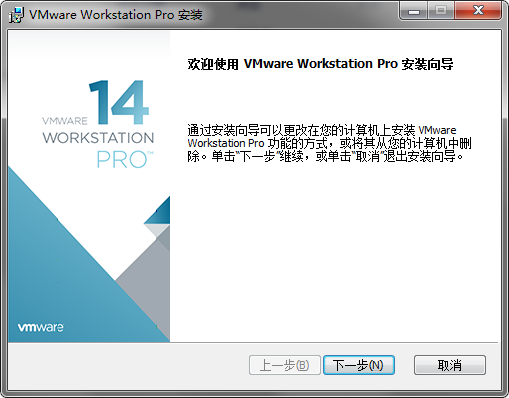 VMware Workstation Pro 安装
VMWARE 14
WORKSTATION
PRO™
欢迎使用 VMware Workstation Pro 安装向导
通过安装向导可以更改在您的计算机上安装 VMware
Workstation Pro 功能的方式，或将其从您的计算机中删
除。单击“下一步”继续，或单击“取消”退出安装向导。
vmware
上一步(B)
下一步(N)
取消